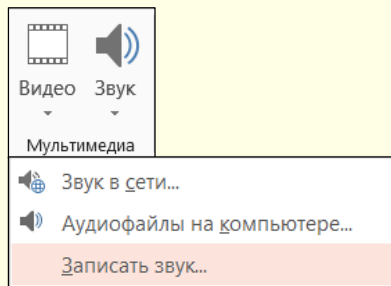 Видео Звук
Мультимедиа
Звук в сети...
Аудиофайлы на компьютере...
Записать звук...